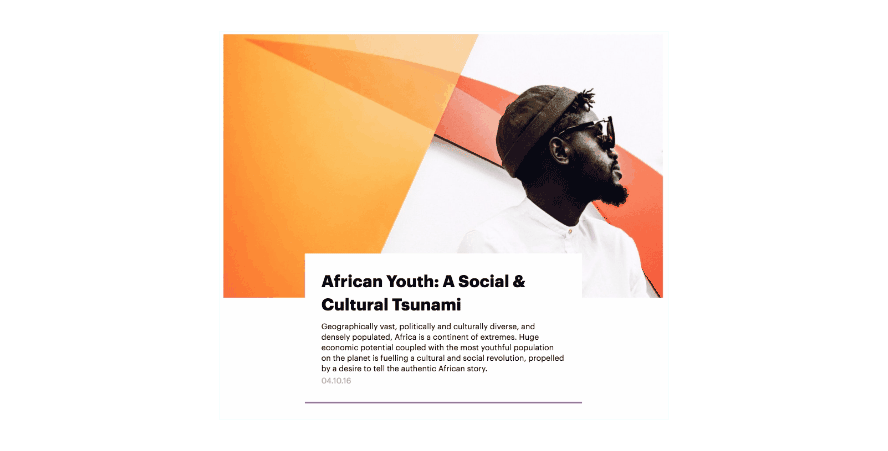 African Youth: A Social &
Cultural Tsunami
Geographically vast, politically and culturally diverse, and
densely populated, Africa is a continent of extremes. Huge
economic potential coupled with the most youthful population
on the planet is fuelling a cultural and social revolution, propelled
by a desire to tell the authentic African story.
04.10.16